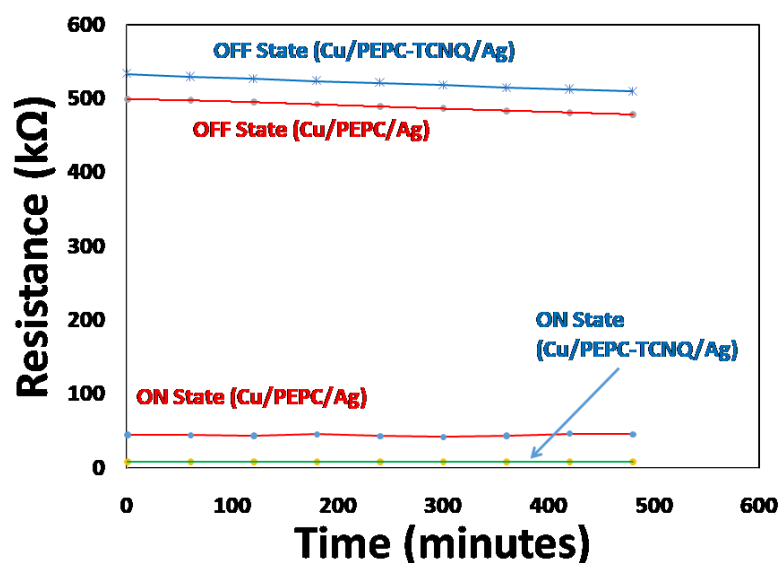 600
500
400
300
200
100
0
Resistance (kΩ)
OFF State (Cu/PEPC-TCNQ/Ag)
OFF State (Cu/PEPC/Ag)
ON State
(Cu/PEPC-TCNQ/Ag)
ON State (Cu/PEPC/Ag)
0 100 200 300 400 500 600
Time (minutes)